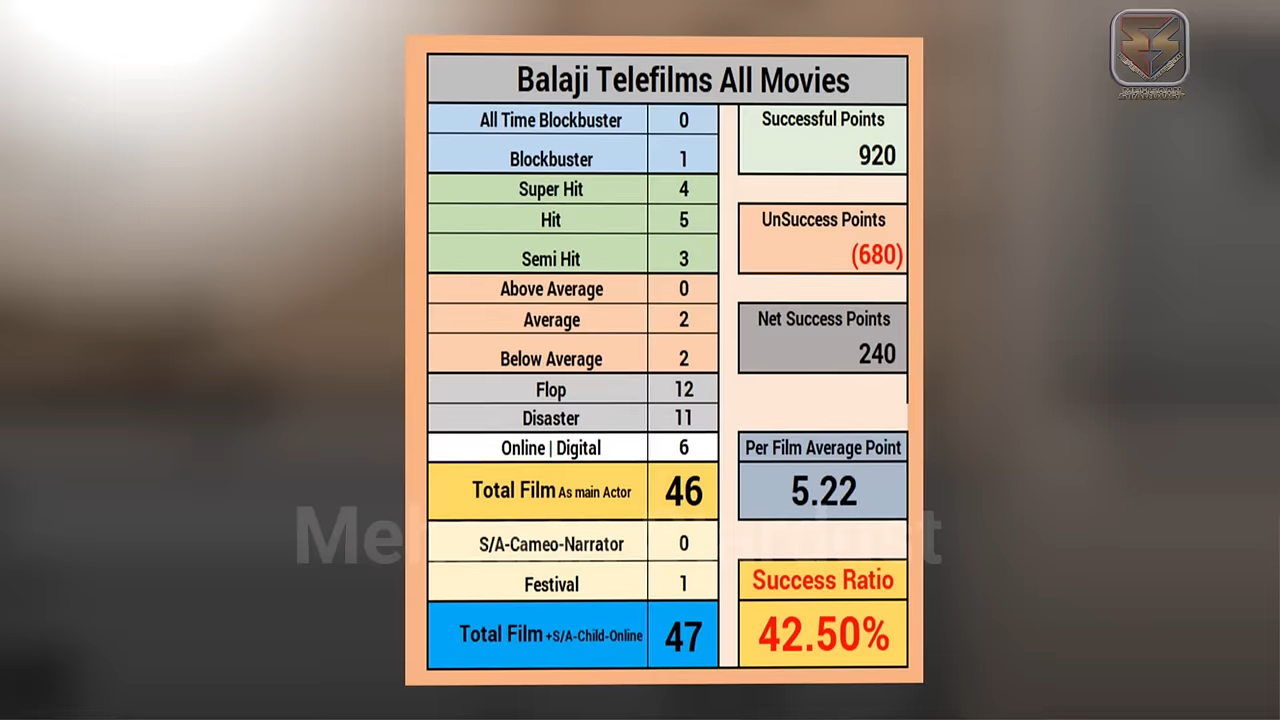 Balaji Telefilms All Movies
All Time Blockbuster 0
Blockbuster 1
Super Hit 4
Hit 5
Semi Hit 3
Above Average 0
Average 2
Below Average 2
Flop 12
Disaster 11
Online | Digital 6
Total Film As main Actor 46
S/A-Cameo-Narrator 0
Festival 1
Total Film +S/A-Child-Online 47
Successful Points
920
UnSuccess Points
(680)
Net Success Points
240
Per Film Average Point
5.22
Success Ratio
42.50%